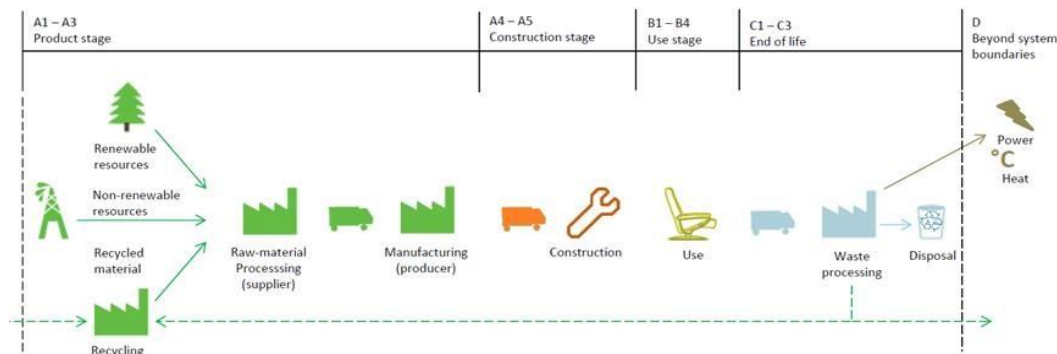 A1 – A3
Product stage
A4 – A5
Construction stage
B1 – B4
Use stage
C1 – C3
End of life
D
Beyond system
boundaries
Renewable
resources
Non-renewable
resources
Recycled
material
Recycling
Raw-material
Processsing
(supplier)
Manufacturing
(producer)
Construction
Use
Waste
processing
Disposal
Power
°C
Heat